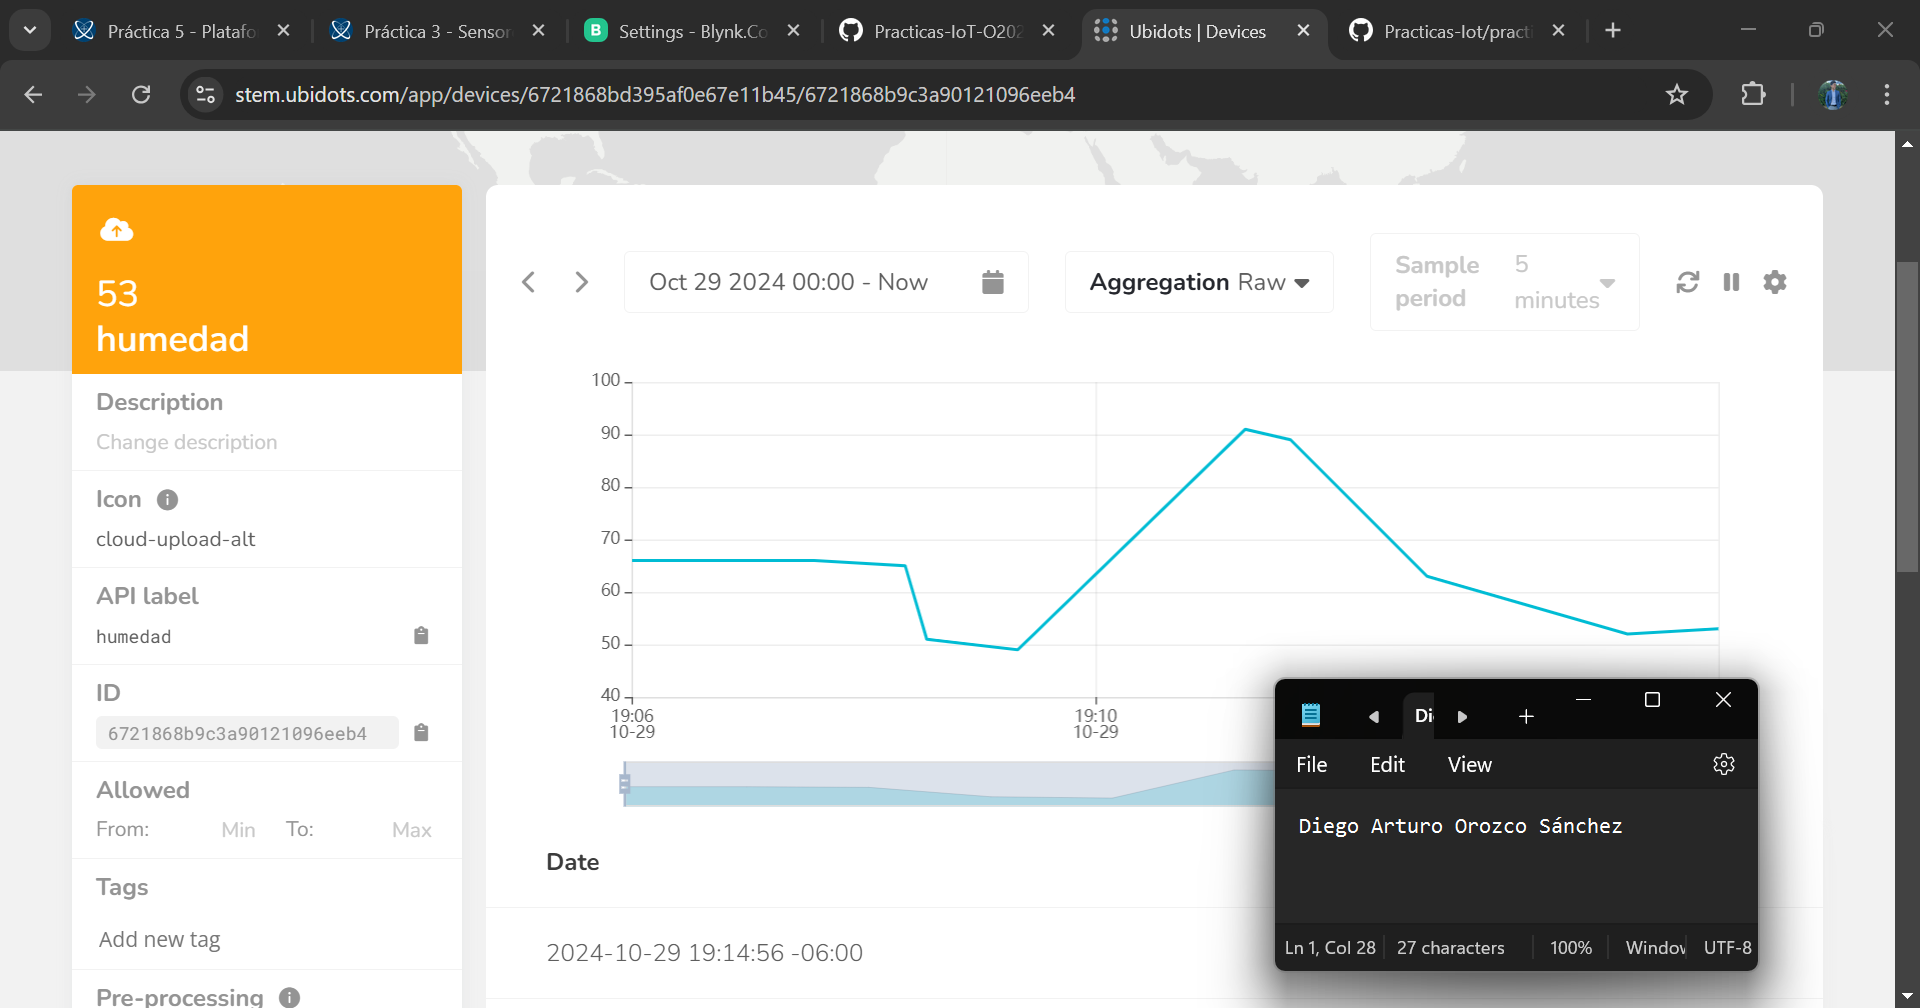 Práctica 5 - Platafo
Práctica 3 - Sensor
Settings - Blynk.Co
Practicas-IoT-O202
Ubidots | Devices
Practicas-Iot/practi
stem.ubidots.com/app/devices/6721868bd395af0e67e11b45/6721868b9c3a90121096eeb4
53
humedad
Description
Change description
Icon
cloud-upload-alt
API label
humedad
ID
6721868b9c3a90121096eeb4
Allowed
From: Min To: Max
Tags
Add new tag
Pre-processing
Oct 29 2024 00:00 - Now
Aggregation Raw
Sample period
5 minutes
100
90
80
70
60
50
40
19:06
10-29
19:10
10-29
Date
2024-10-29 19:14:56 -06:00
Di
File Edit View
Diego Arturo Orozco Sánchez
Ln 1, Col 28 27 characters 100% Window UTF-8